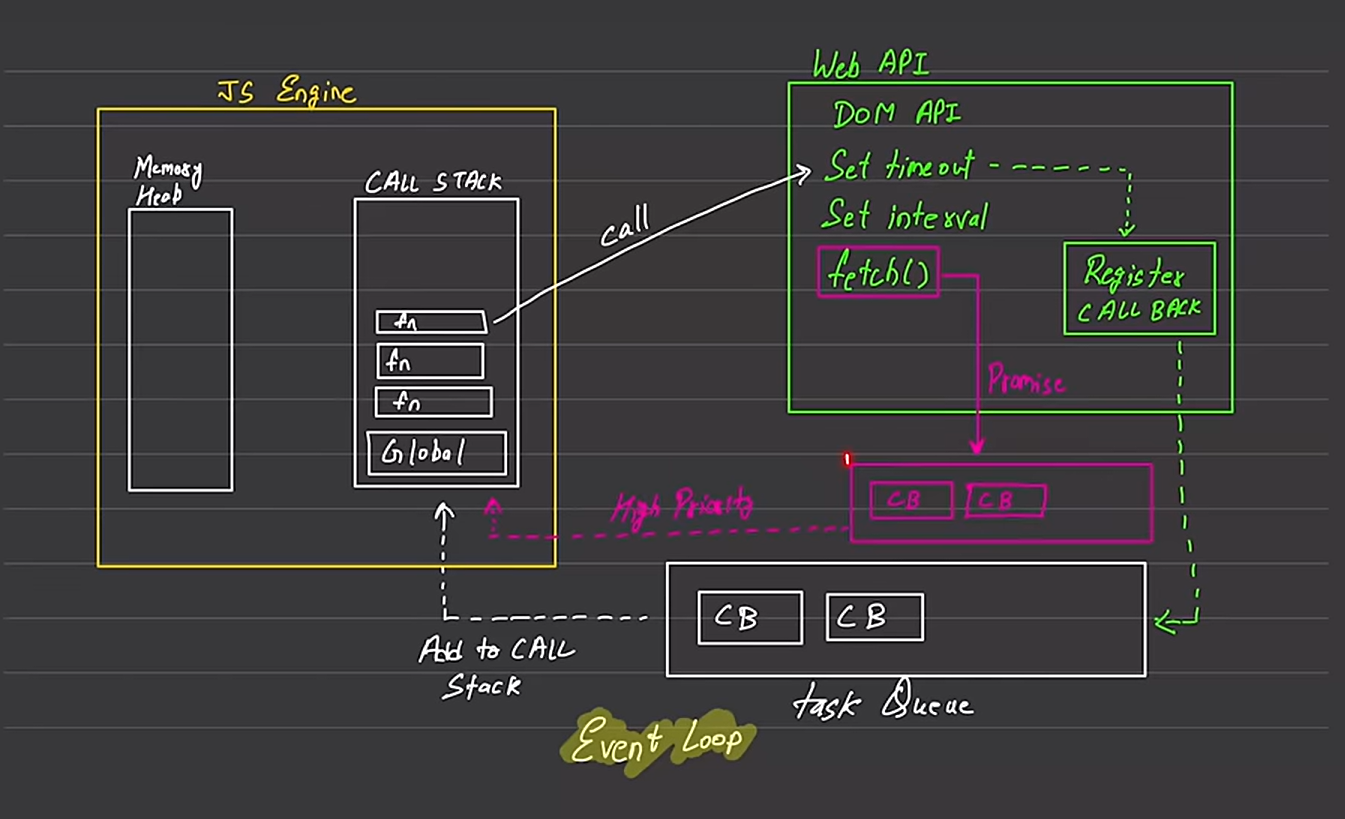 JS Engine
Memory
Heap
CALL STACK
fn
fn
fn
Global
call
Web API
DOM API
Set timeout
Set interval
fetch()
Register
CALL BACK
Promise
High Priority
CB
CB
CB
CB
Add to CALL
Stack
task Queue
Event Loop